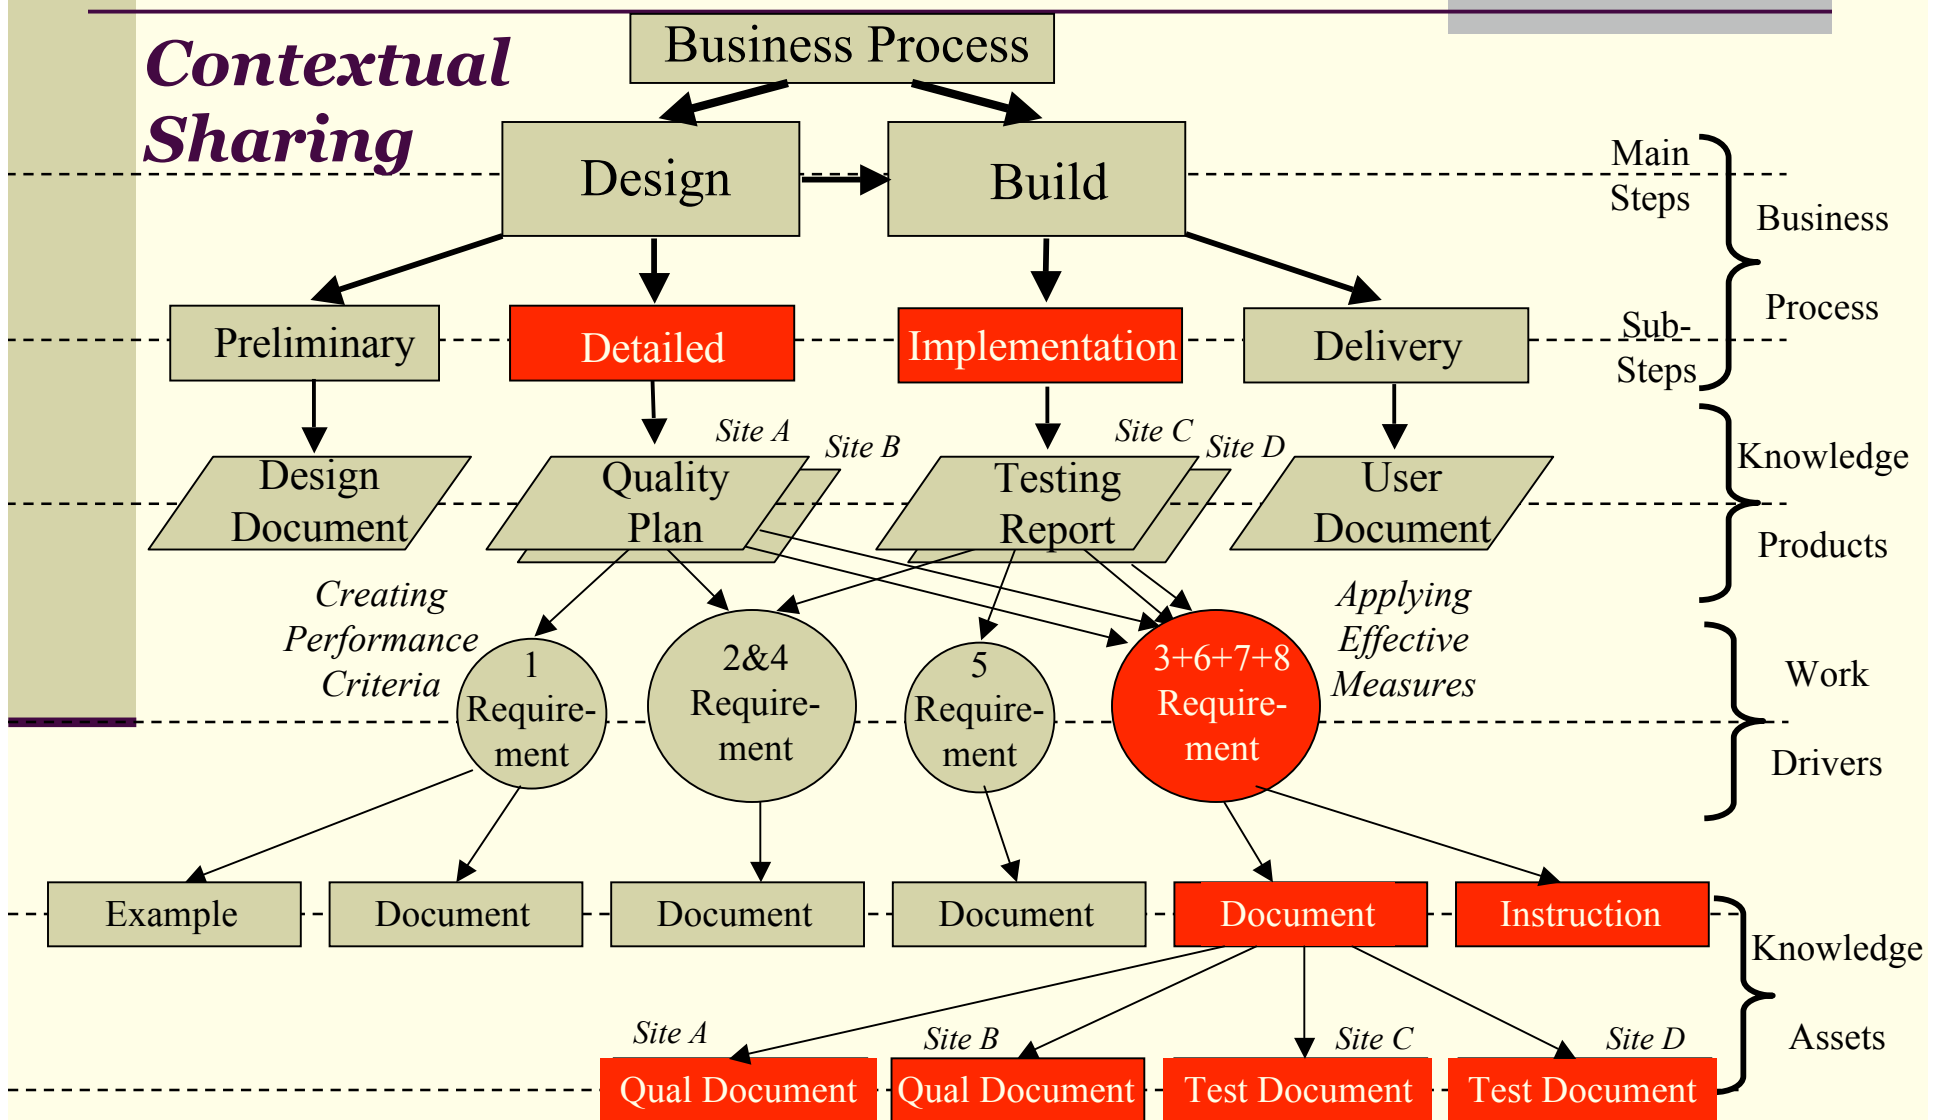 Contextual
Sharing
Business Process
Design
Build
Main
Steps
Business
Process
Preliminary
Detailed
Implementation
Delivery
Sub-
Steps
Site A
Site B
Site C
Site D
Design
Document
Quality
Plan
Testing
Report
User
Document
Knowledge
Products
Creating
Performance
Criteria
Applying
Effective
Measures
1
Require-
ment
2&4
Require-
ment
5
Require-
ment
3+6+7+8
Require-
ment
Work
Drivers
Example
Document
Document
Document
Document
Instruction
Knowledge
Assets
Site A
Site B
Site C
Site D
Qual Document
Qual Document
Test Document
Test Document